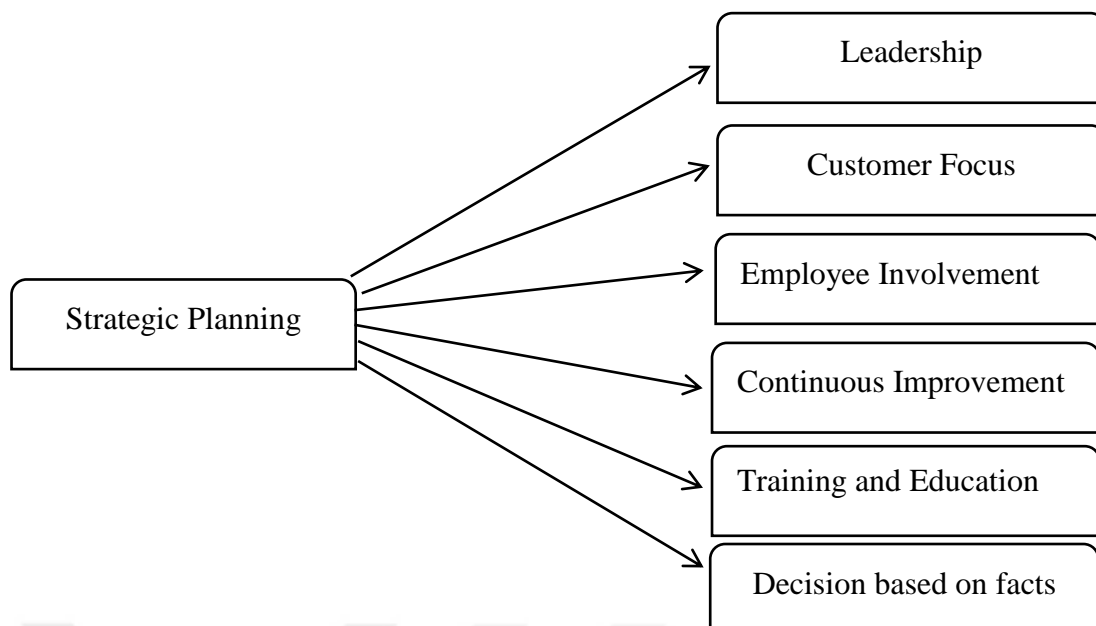 Leadership
Customer Focus
Employee Involvement
Strategic Planning
Continuous Improvement
Training and Education
Decision based on facts